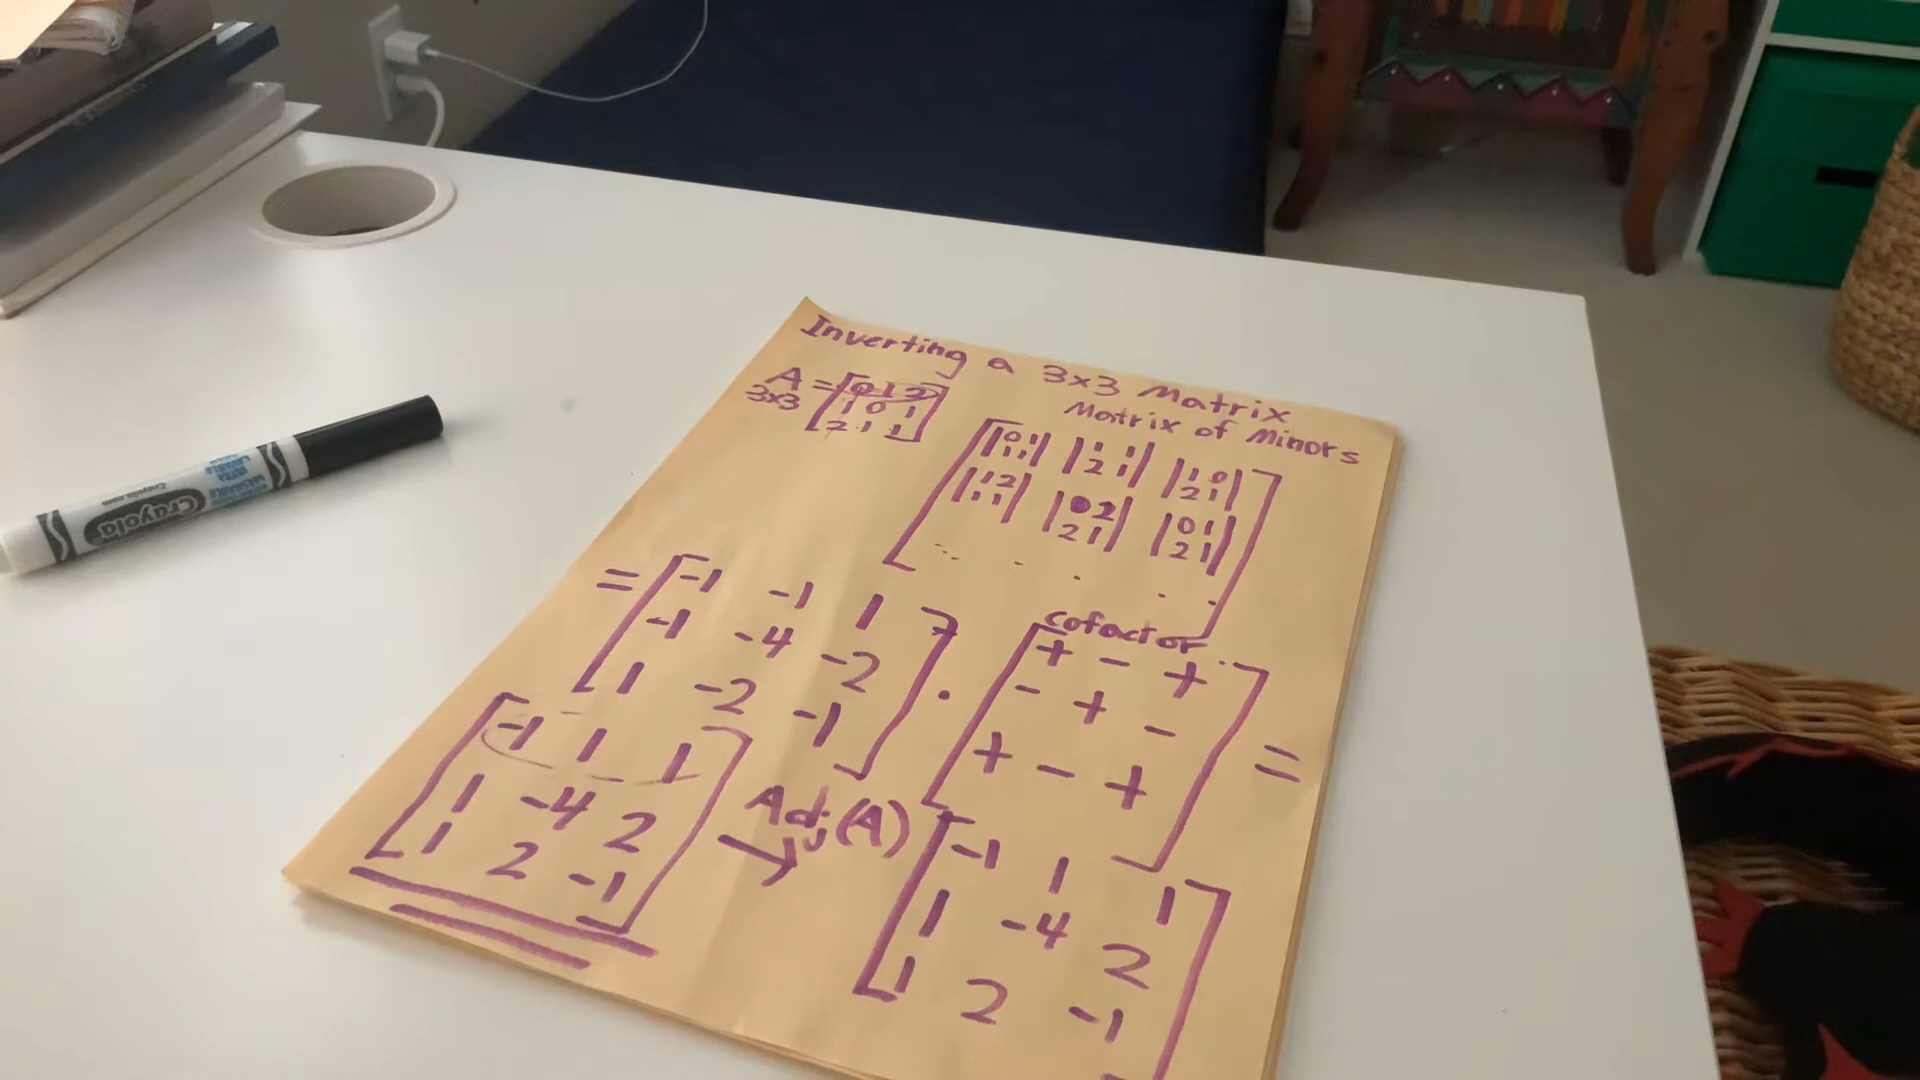 Inverting a 3x3 Matrix
A = [0 1 2
3x3 1 0 1
2 1 1]
Matrix of Minors
[|0 1 |1 1 |1 0
1 1| 2 1| 2 1|
|1 2 |0 2 |0 1
1 1| 2 1| 2 1|
... . . . .]
= [-1 -1 1
-1 -4 -2
1 -2 -1] .
cofactor
[+ - +
- + -
+ - +] =
[-1 1 1
1 -4 2
1 2 -1]
Adj(A)
→
[-1 1 1
1 -4 2
1 2 -1]
Crayola
Crayola.com
ULTRA